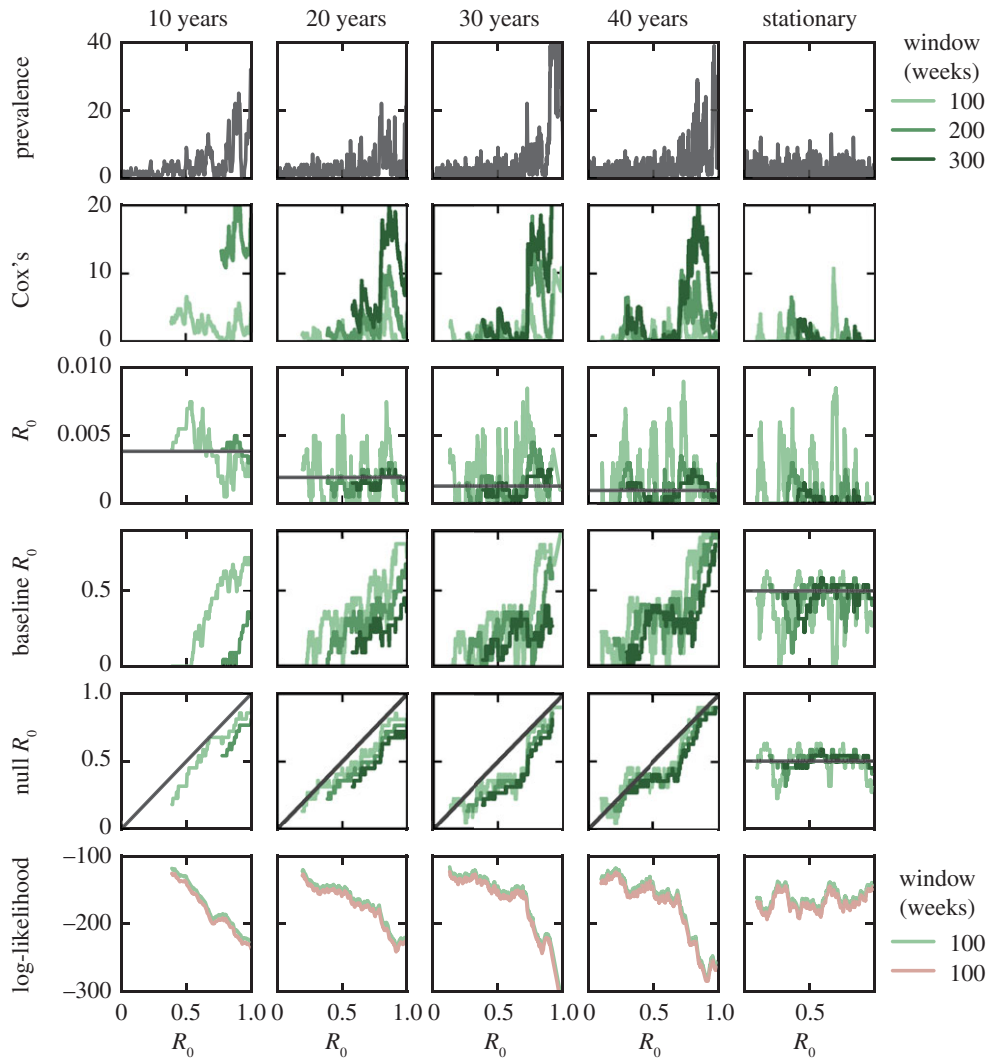 10 years 20 years 30 years 40 years stationary
window
(weeks)
100
200
300
prevalence
40
20
0
Cox's
20
10
0
R0
0.010
0.005
0
baseline R0
0.5
0
null R0
1.0
0.5
0
log-likelihood
–100
–200
–300
window
(weeks)
100
100
0 0.5 1.0 0 0.5 1.0 0 0.5 1.0 0 0.5 1.0 0.5
R0 R0 R0 R0 R0